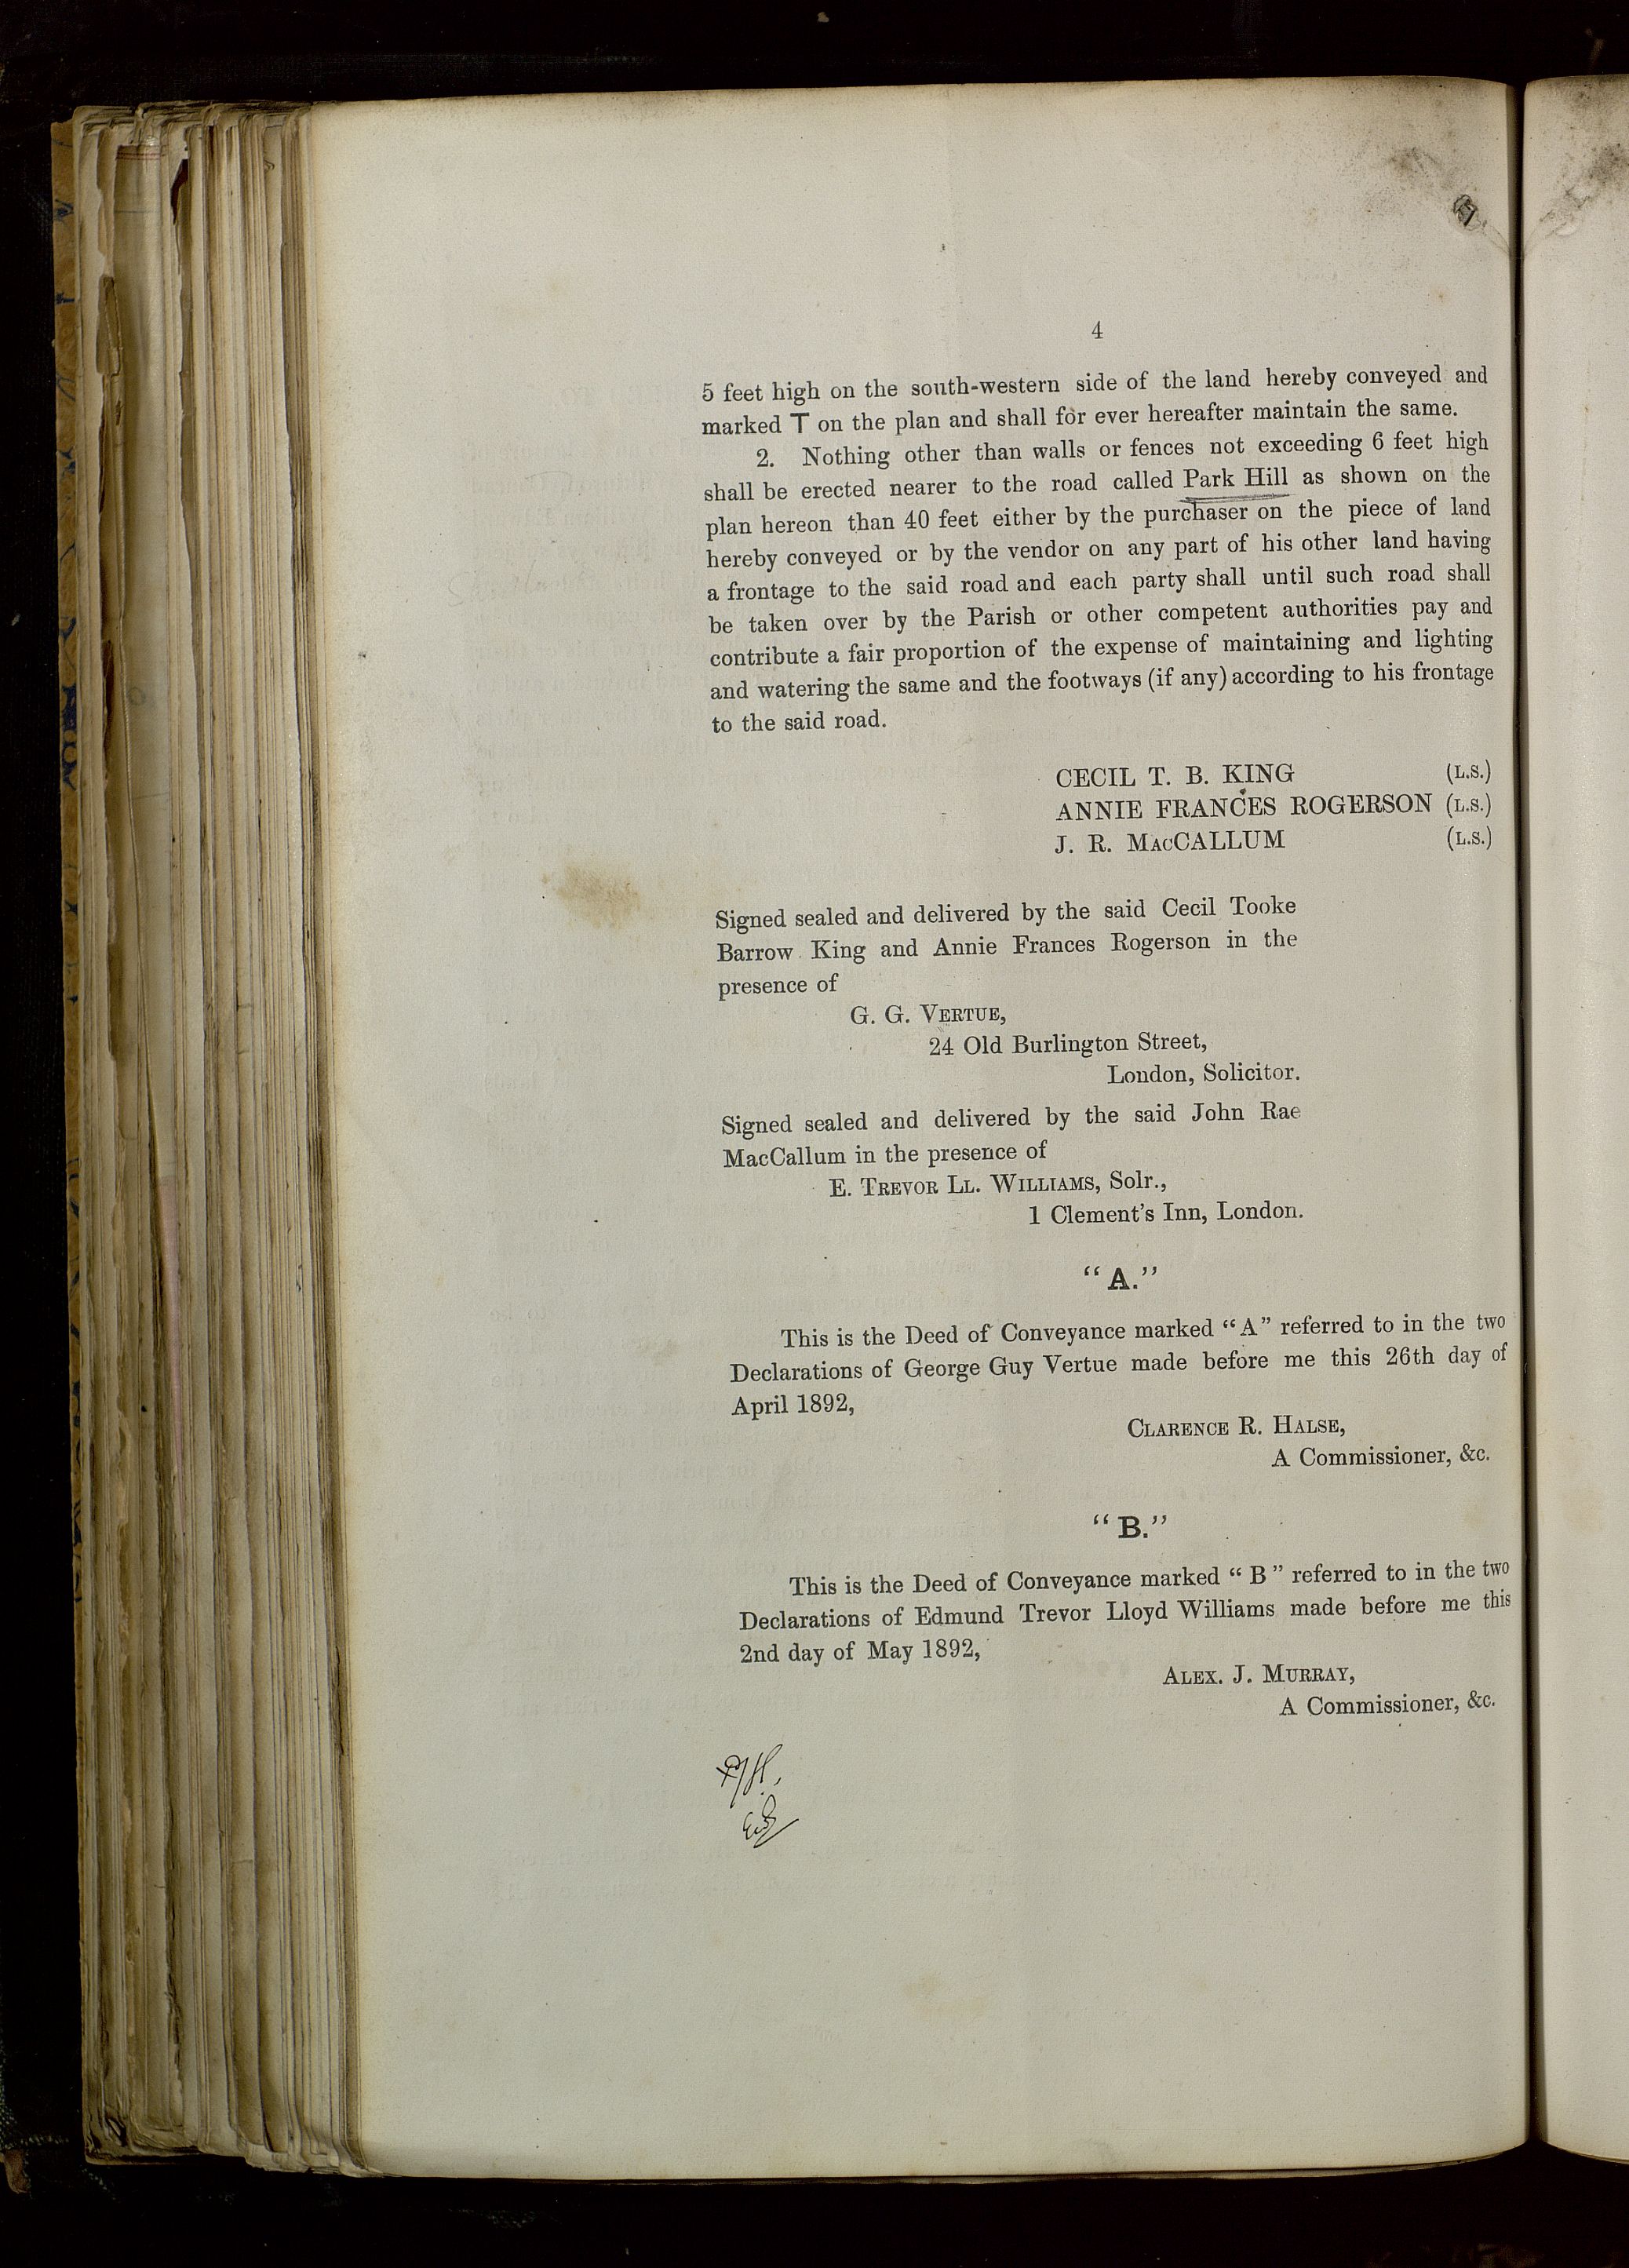 4
5 feet high on the south-western side of the land hereby conveyed and
marked T on the plan and shall for ever hereafter maintain the same.
2. Nothing other than walls or fences not exceeding 6 feet high
shall be erected nearer to the road called Park Hill as shown on the
plan hereon than 40 feet either by the purchaser on the piece of land
hereby conveyed or by the vendor on any part of his other land having
a frontage to the said road and each party shall until such road shall
be taken over by the Parish or other competent authorities pay and
contribute a fair proportion of the expense of maintaining and lighting
and watering the same and the footways (if any) according to his frontage
to the said road.
CECIL T. B. KING (L.S.)
ANNIE FRANCES ROGERSON (L.S.)
J. R. MACCALLUM (L.S.)
Signed sealed and delivered by the said Cecil Tooke
Barrow King and Annie Frances Rogerson in the
presence of
G. G. VERTUE,
24 Old Burlington Street,
London, Solicitor.
Signed sealed and delivered by the said John Rae
MacCallum in the presence of
E. TREVOR LL. WILLIAMS, Solr.,
1 Clement's Inn, London.
"A."
This is the Deed of Conveyance marked "A" referred to in the two
Declarations of George Guy Vertue made before me this 26th day of
April 1892,
CLARENCE R. HALSE,
A Commissioner, &c.
"B."
This is the Deed of Conveyance marked "B" referred to in the two
Declarations of Edmund Trevor Lloyd Williams made before me this
2nd day of May 1892,
ALEX. J. MURRAY,
A Commissioner, &c.